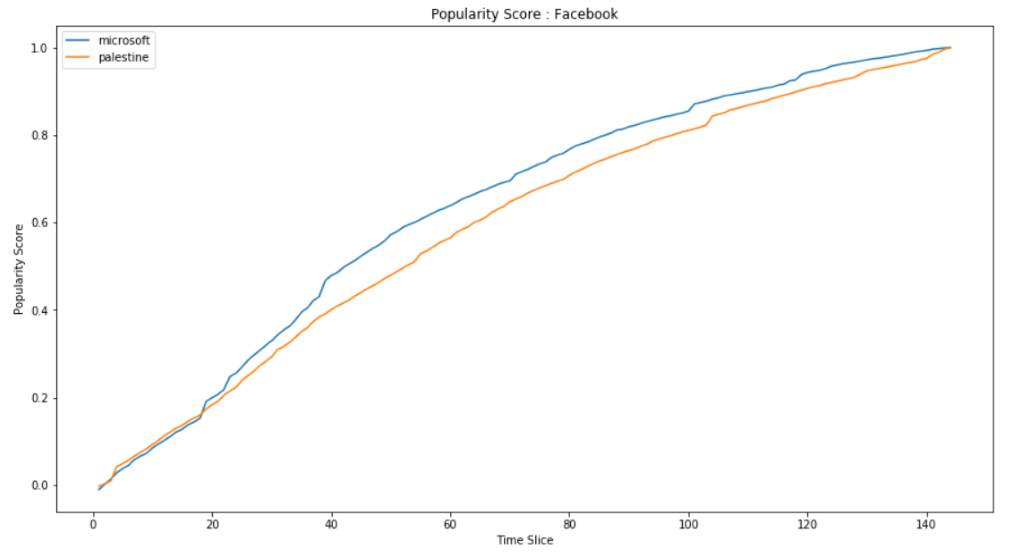 Popularity Score : Facebook
microsoft
palestine
Popularity Score
1.0
0.8
0.6
0.4
0.2
0.0
0 20 40 60 80 100 120 140
Time Slice